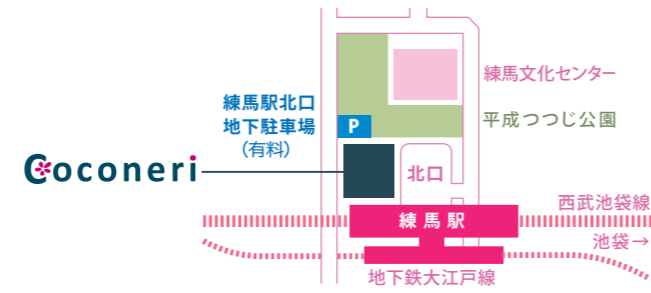 練馬文化センター
練馬駅北口
地下駐車場
(有料)
P
平成つつじ公園
Coconeri
北口
西武池袋線
練馬駅
池袋→
地下鉄大江戸線